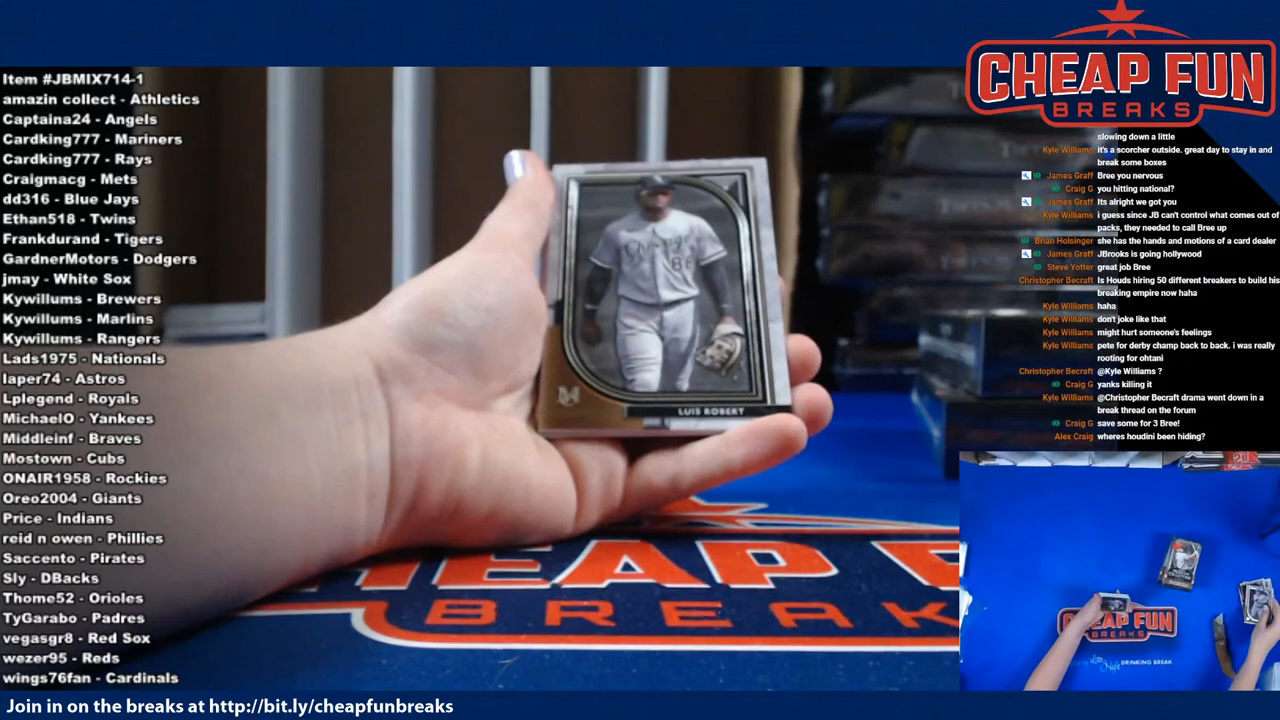 Item #JBMIX714-1
amazin collect - Athletics
Captaina24 - Angels
Cardking777 - Mariners
Cardking777 - Rays
Craigmacg - Mets
dd316 - Blue Jays
Ethan518 - Twins
Frankdurand - Tigers
GardnerMotors - Dodgers
jmay - White Sox
Kywillums - Brewers
Kywillums - Marlins
Kywillums - Rangers
Lads1975 - Nationals
laper74 - Astros
Lplegend - Royals
MichaelO - Yankees
Middleinf - Braves
Mostown - Cubs
ONAIR1958 - Rockies
Oreo2004 - Giants
Price - Indians
reid n owen - Phillies
Saccento - Pirates
Sly - DBacks
Thome52 - Orioles
TyGarabo - Padres
vegasgr8 - Red Sox
wezer95 - Reds
wings76fan - Cardinals
88
LUIS ROBERT
BREAK
CHEAP FUN
BREAKS
slowing down a little
Kyle Williams it's a scorcher outside. great day to stay in and
break some boxes
James Graff Bree you nervous
Craig G you hitting national?
James Graff Its alright we got you
Kyle Williams i guess since JB can't control what comes out of
packs, they needed to call Bree up
Brian Holsinger she has the hands and motions of a card dealer
James Graff JBrooks is going hollywood
Steve Yotter great job Bree
Christopher Becraft Is Houds hiring 50 different breakers to build his
breaking empire now haha
Kyle Williams haha
Kyle Williams don't joke like that
Kyle Williams might hurt someone's feelings
Kyle Williams pete for derby champ back to back. i was really
rooting for ohtani
Christopher Becraft @Kyle Williams ?
Craig G yanks killing it
Kyle Williams @Christopher Becraft drama went down in a
break thread on the forum
Craig G save some for 3 Bree!
Alex Craig wheres houdini been hiding?
CHEAP FUN
BREAKS
DRINKING BREAK
Join in on the breaks at http://bit.ly/cheapfunbreaks